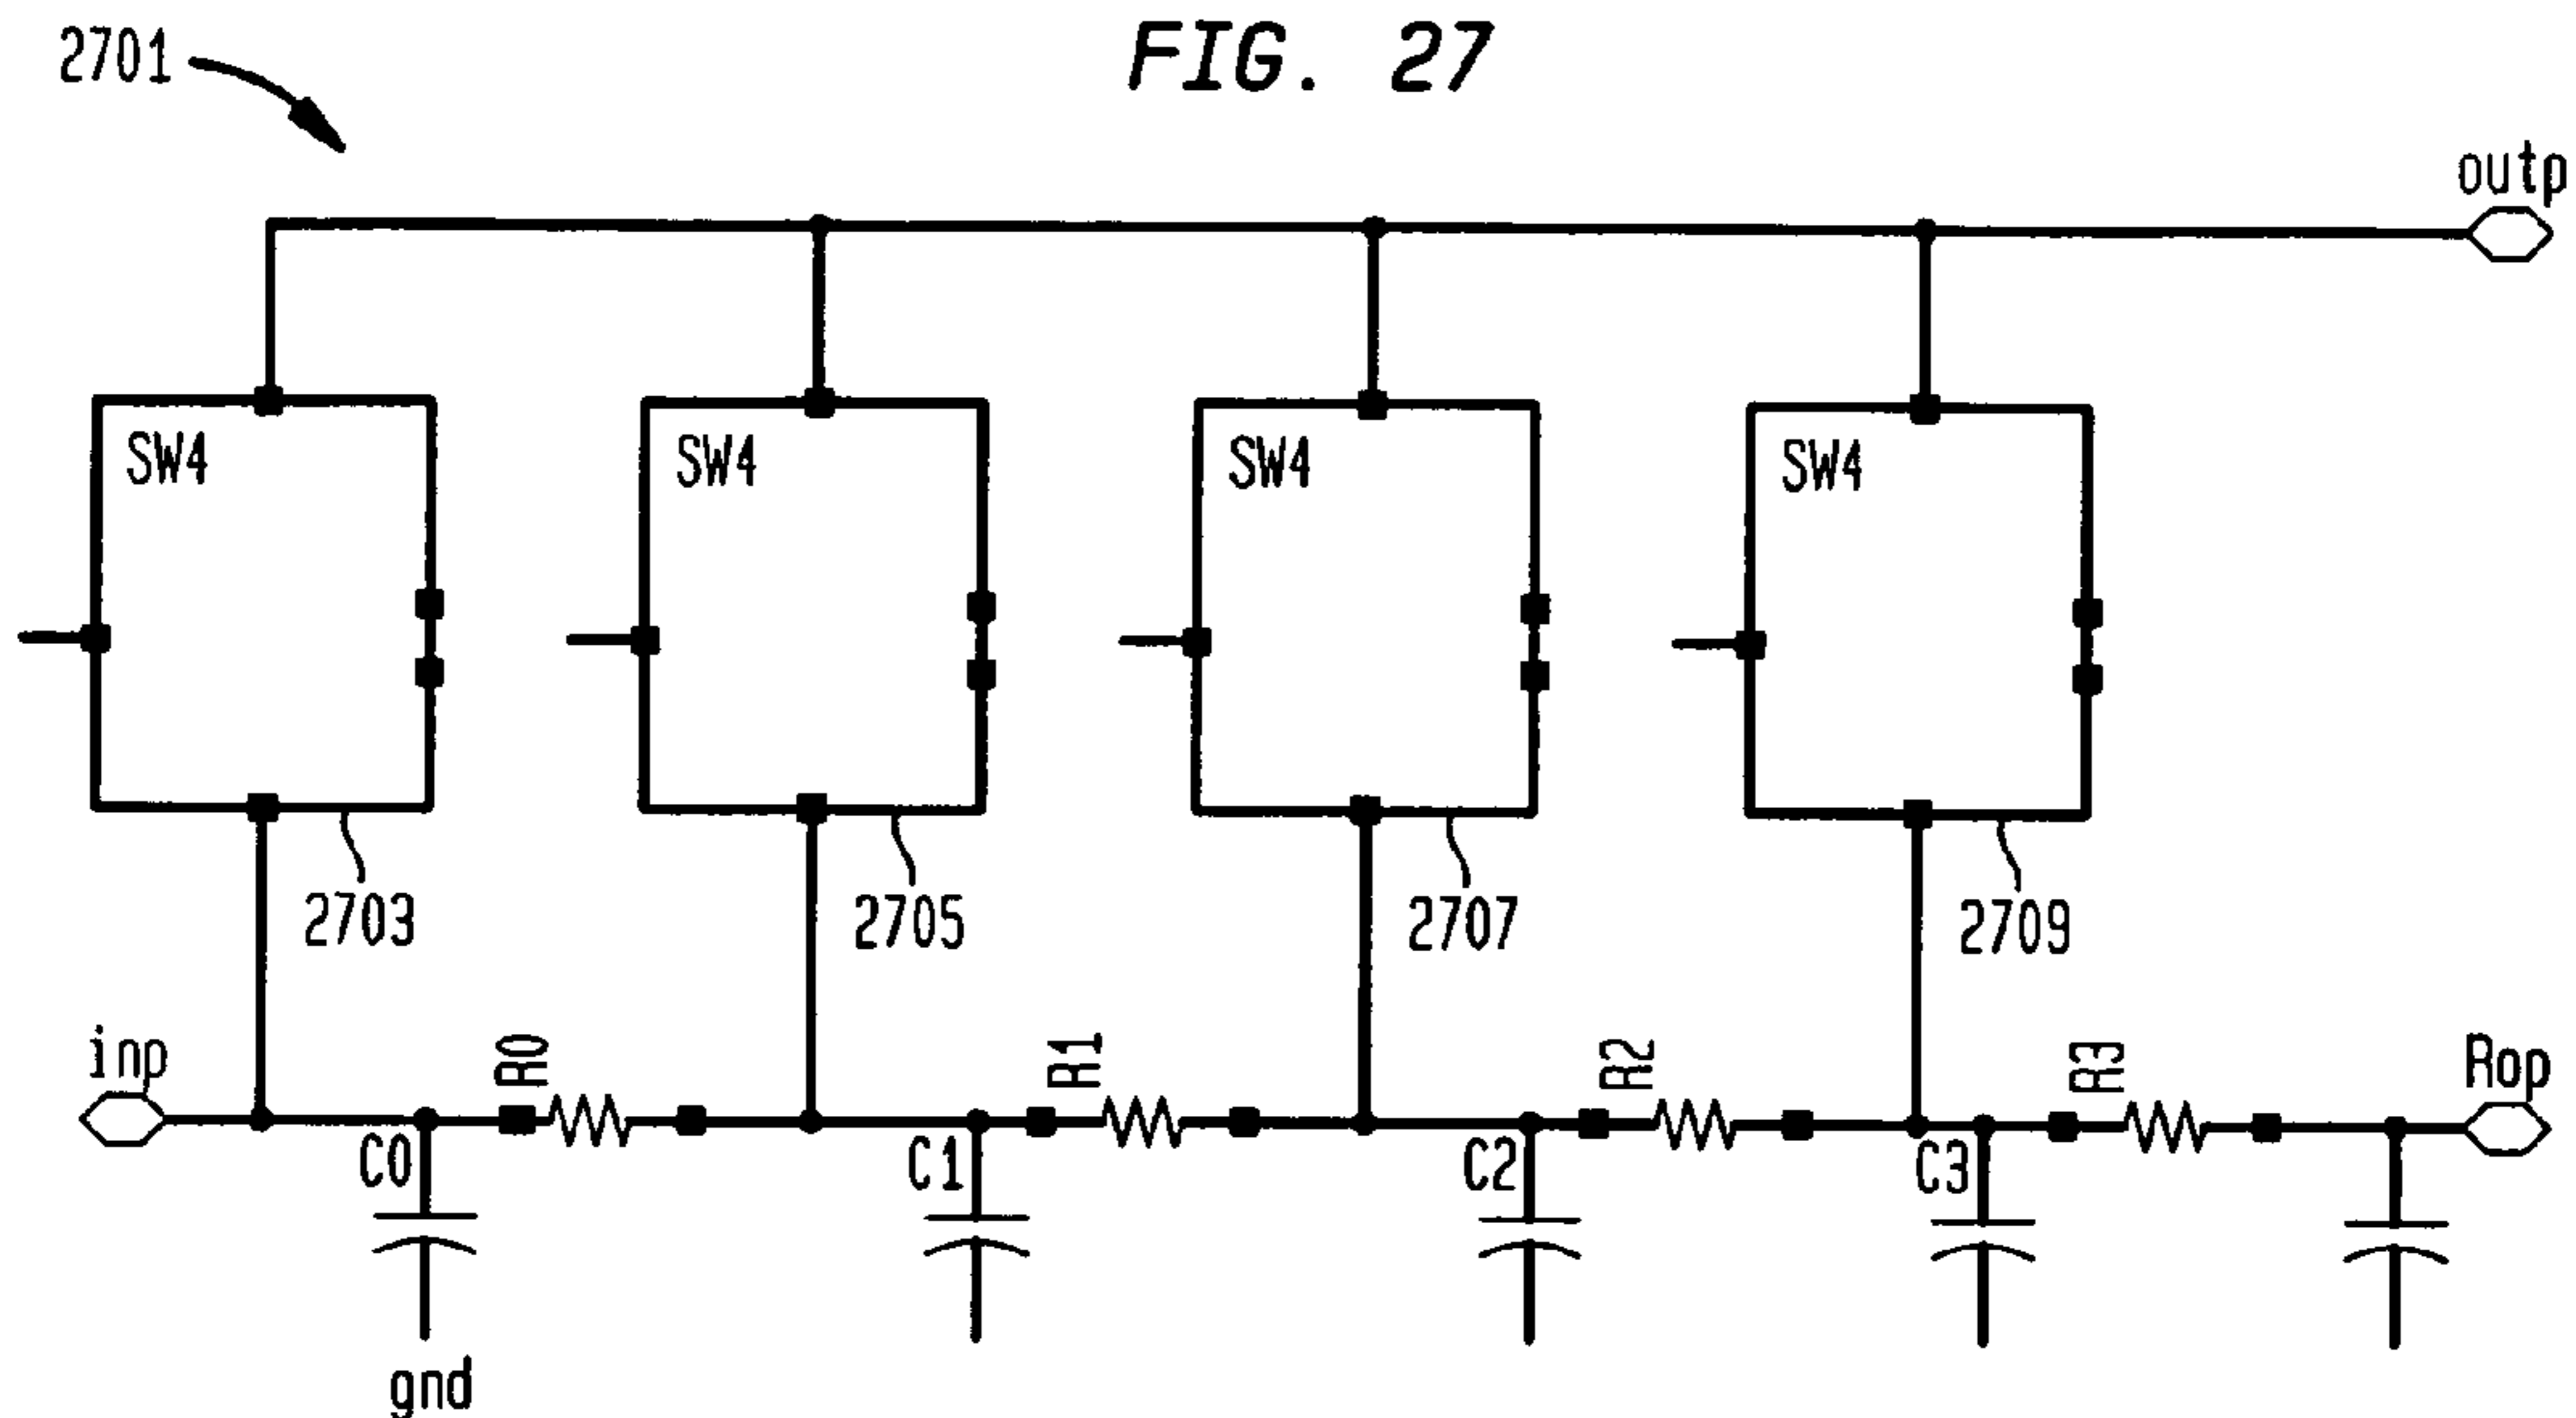 FIG. 27
2701
outp
SW4 SW4 SW4 SW4
2703 2705 2707 2709
inp R0 R1 R2 R3 Rop
C0 C1 C2 C3
gnd